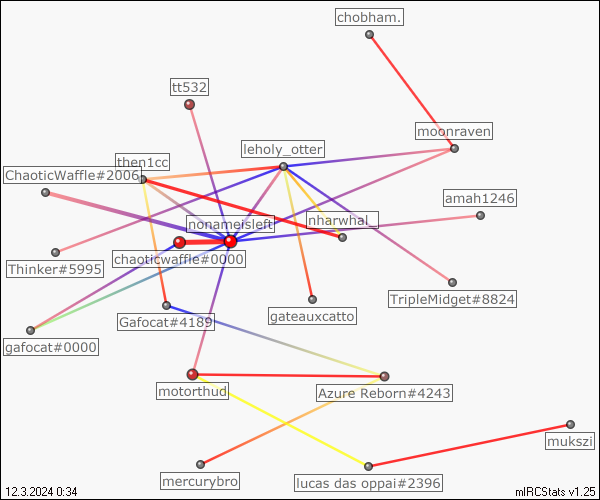 chobham.
tt532
moonraven
leholy_otter
then1cc
ChaoticWaffle#2006
amah1246
nonameisleft
nharwhal_
chaoticwaffle#0000
Thinker#5995
TripleMidget#8824
gateauxcatto
Gafocat#4189
gafocat#0000
motorthud
Azure Reborn#4243
mukszi
mercurybro
lucas das oppai#2396
12.3.2024 0:34
mIRCStats v1.25